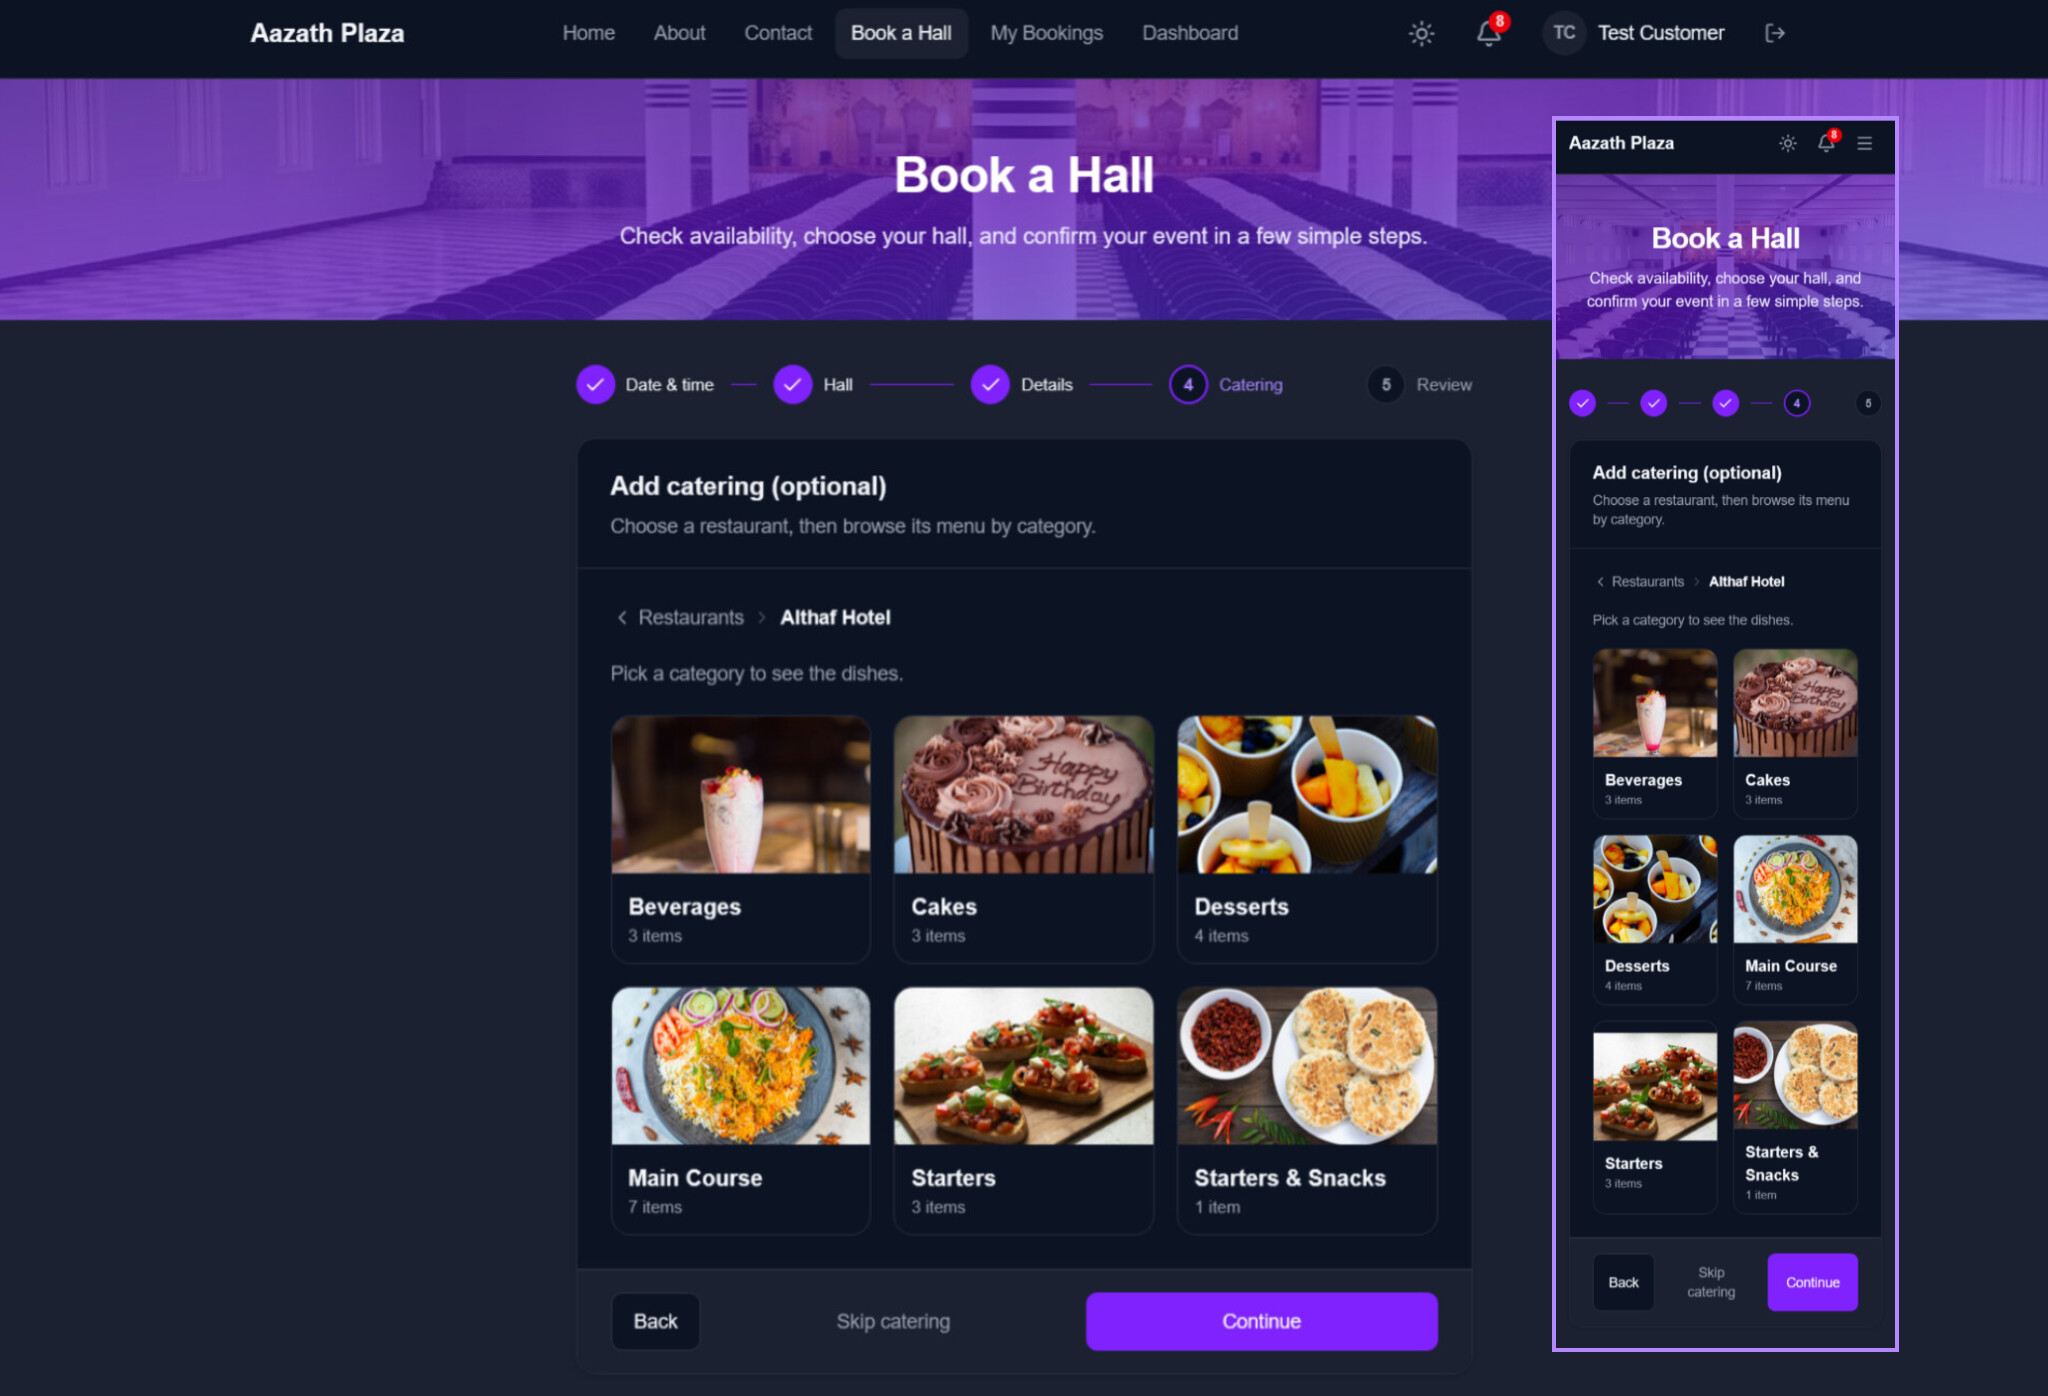 Aazath Plaza
Home
About
Contact
Book a Hall
My Bookings
Dashboard
8
TC
Test Customer
Book a Hall
Check availability, choose your hall, and confirm your event in a few simple steps.
Date & time
Hall
Details
4
Catering
5
Review
Add catering (optional)
Choose a restaurant, then browse its menu by category.
Restaurants
Althaf Hotel
Pick a category to see the dishes.
Happy
Birthday
Beverages
3 items
Cakes
3 items
Desserts
4 items
Main Course
7 items
Starters
3 items
Starters & Snacks
1 item
Back
Skip catering
Continue
Aazath Plaza
8
Book a Hall
Check availability, choose your hall, and
confirm your event in a few simple steps.
4
5
Add catering (optional)
Choose a restaurant, then browse its menu
by category.
Restaurants
Althaf Hotel
Pick a category to see the dishes.
Happy
Birthday
Beverages
3 items
Cakes
3 items
Desserts
4 items
Main Course
7 items
Starters
3 items
Starters &
Snacks
1 item
Back
Skip
catering
Continue